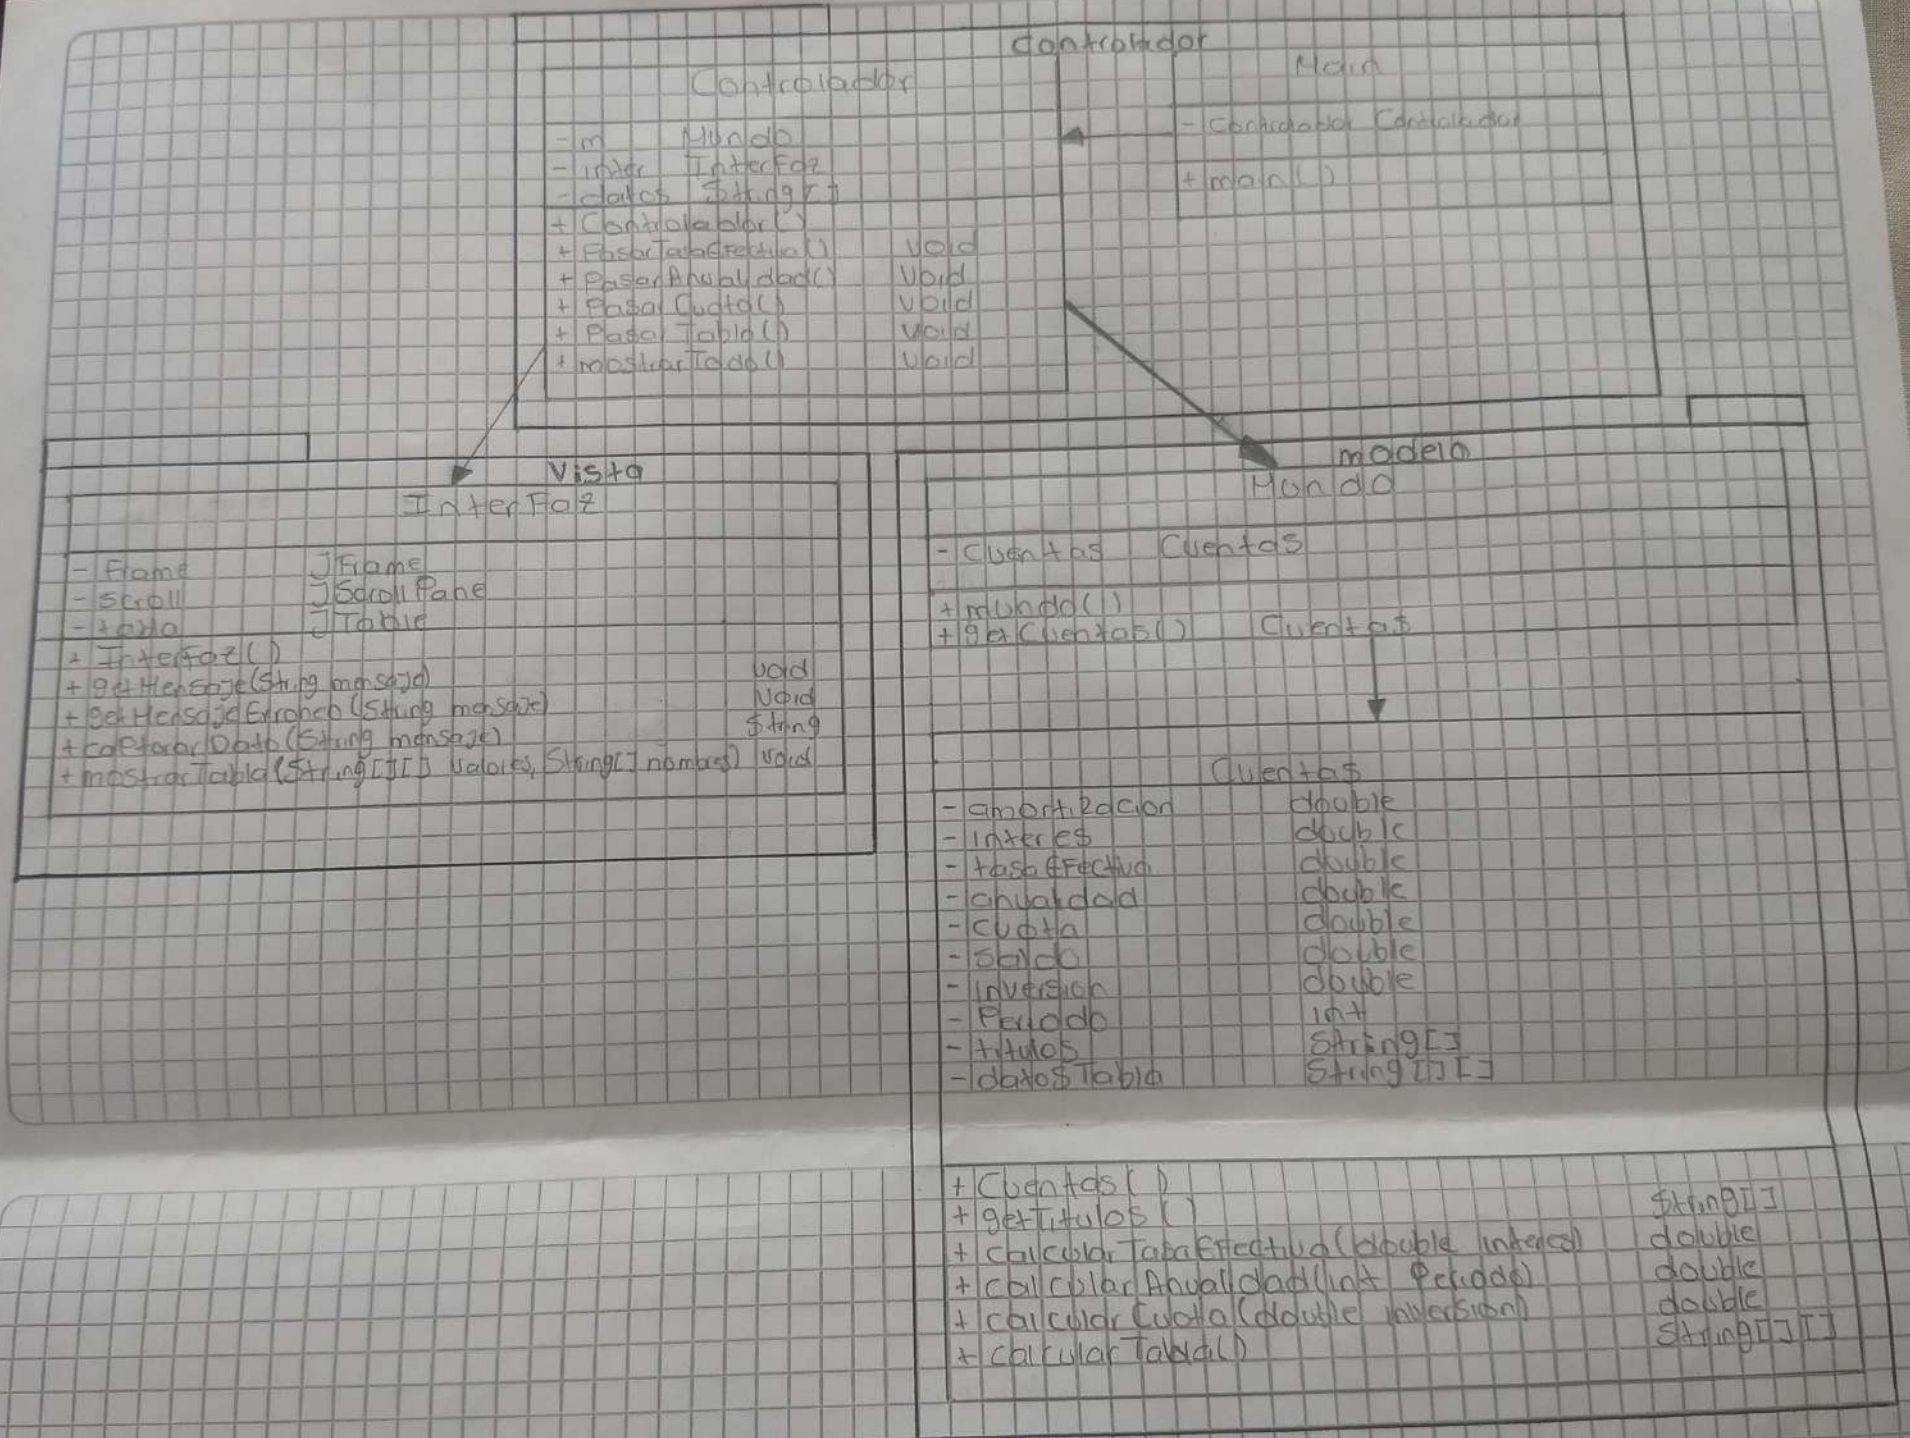 Controlador
Controlador
- m Mundo
- inter Interfaz
- datos String[]
+ Controlador()
+ PasarTasaEfectiva() void
+ PasarAnualidad() void
+ PasarCuota() void
+ PasarTabla() void
+ mostrarTodo() void
Main
- Controlador Controlador
+ main()
Vista
InterFaz
- Frame JFrame
- scroll JScrollPane
- tabla JTable
+ InterFaz()
+ getMensaje(String mensaje) void
+ getMensajeErroneo(String mensaje) void
+ capturarDato(String mensaje) String
+ mostrarTabla(String[][] valores, String[] nombres) void
modelo
Mundo
- Cuentas Cuentas
+ mundo()
+ getCuentas() Cuentas
Cuentas
- amortizacion double
- interes double
- tasaEfectiva double
- anualidad double
- cuota double
- saldo double
- inversion double
- Periodo int
- titulos String[]
- datosTabla String[][]
+ Cuentas()
+ getTitulos() String[]
+ calcularTasaEfectiva(double interes) double
+ calcularAnualidad(int Periodo) double
+ calcularCuota(double inversion) double
+ calcularTabla() String[][]